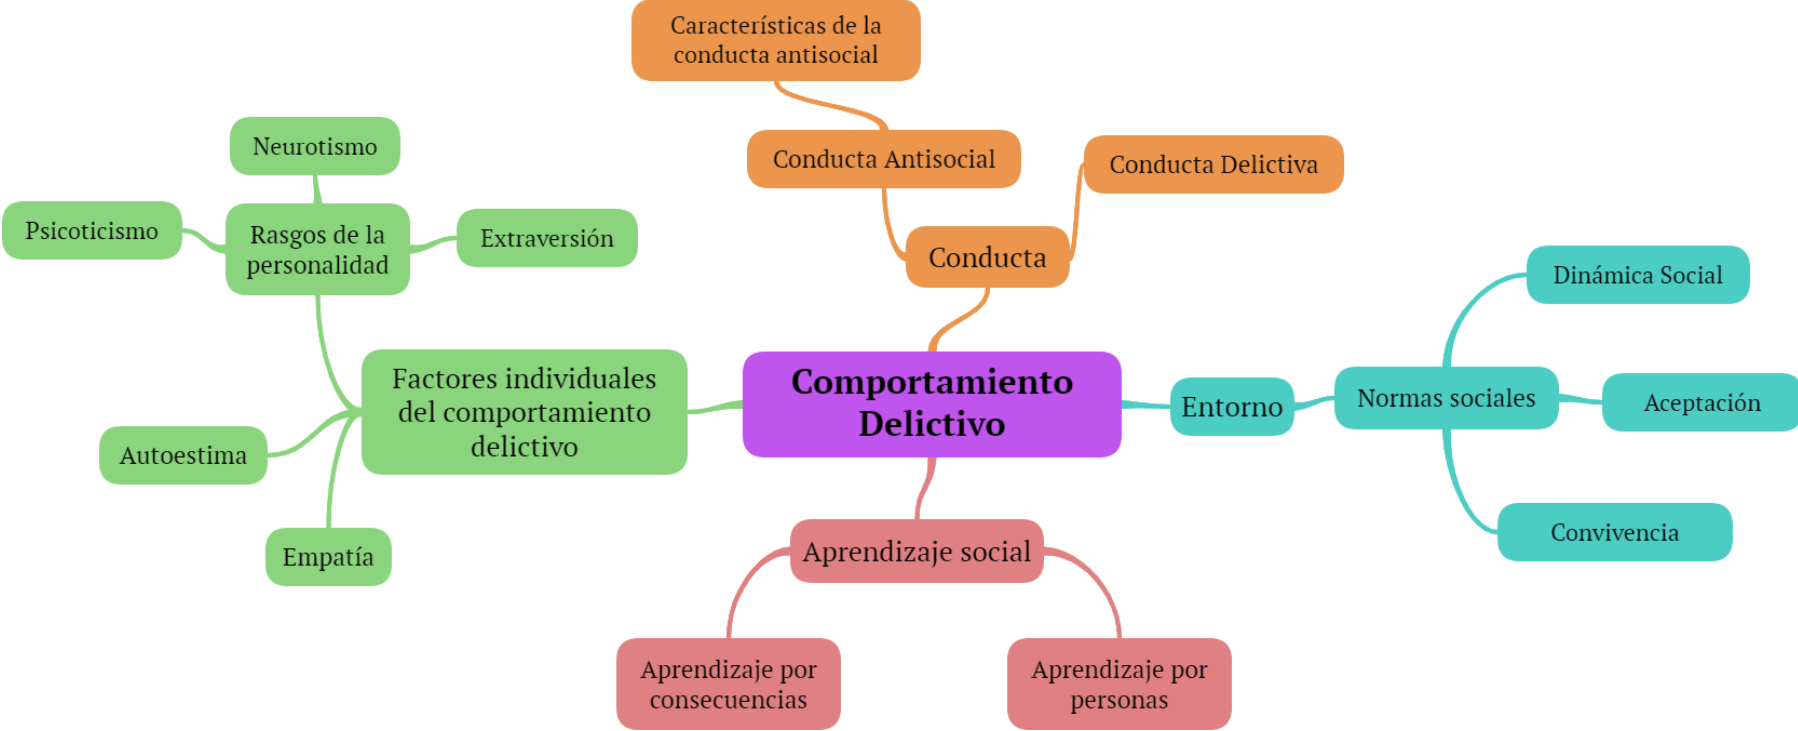 Características de la
conducta antisocial
Neurotismo
Conducta Antisocial
Conducta Delictiva
Psicoticismo
Rasgos de la
personalidad
Extraversión
Conducta
Dinámica Social
Factores individuales
del comportamiento
delictivo
Comportamiento
Delictivo
Entorno
Normas sociales
Aceptación
Autoestima
Empatía
Convivencia
Aprendizaje social
Aprendizaje por
consecuencias
Aprendizaje por
personas